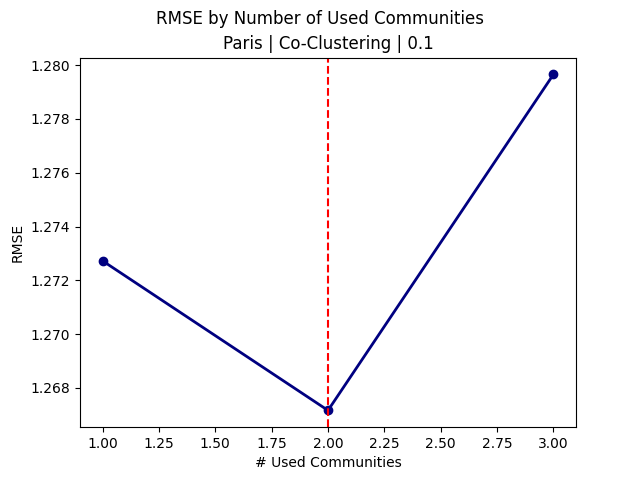 RMSE by Number of Used Communities
Paris | Co-Clustering | 0.1
1.280
1.278
1.276
1.274
1.272
1.270
1.268
RMSE
1.00 1.25 1.50 1.75 2.00 2.25 2.50 2.75 3.00
# Used Communities